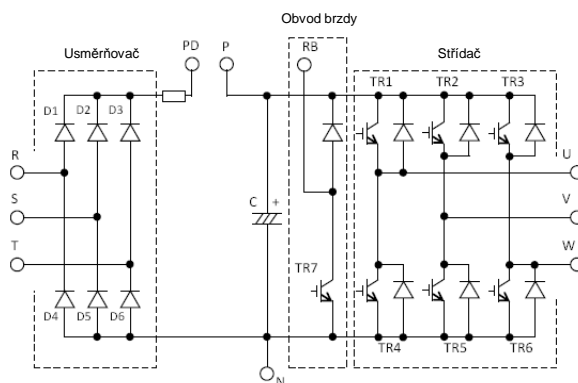 Obvod brzdy
Usměrňovač
PD
P
RB
Střídač
TR1
TR2
TR3
D1
D2
D3
R
U
S
C
+
V
T
TR7
W
D4
D5
D6
TR4
TR5
TR6
N